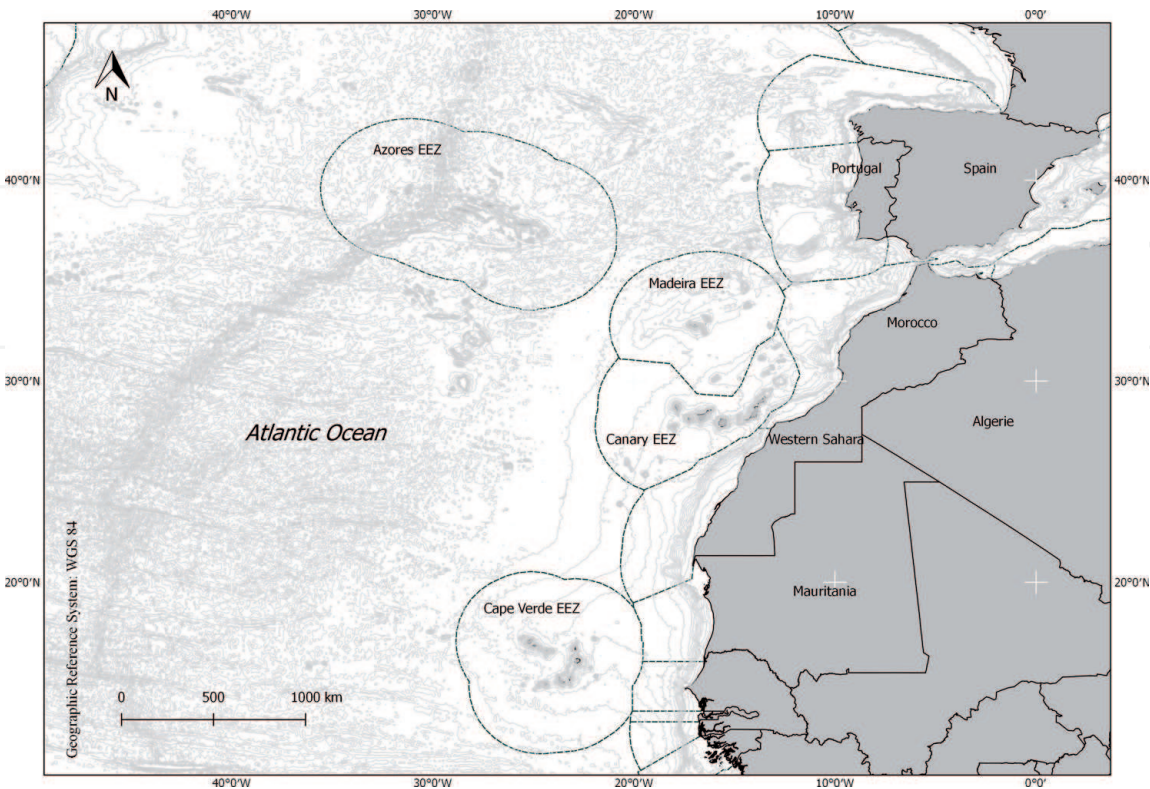 40°0'W 30°0'W 20°0'W 10°0'W 0°0'
N
Azores EEZ
Portugal
Spain
40°0'N 40°0'N
Madeira EEZ
Morocco
30°0'N 30°0'N
Atlantic Ocean
Canary EEZ
Western Sahara
Algerie
Geographic Reference System: WGS 84
20°0'N 20°0'N
Mauritania
Cape Verde EEZ
0 500 1000 km
40°0'W 30°0'W 20°0'W 10°0'W 0°0'